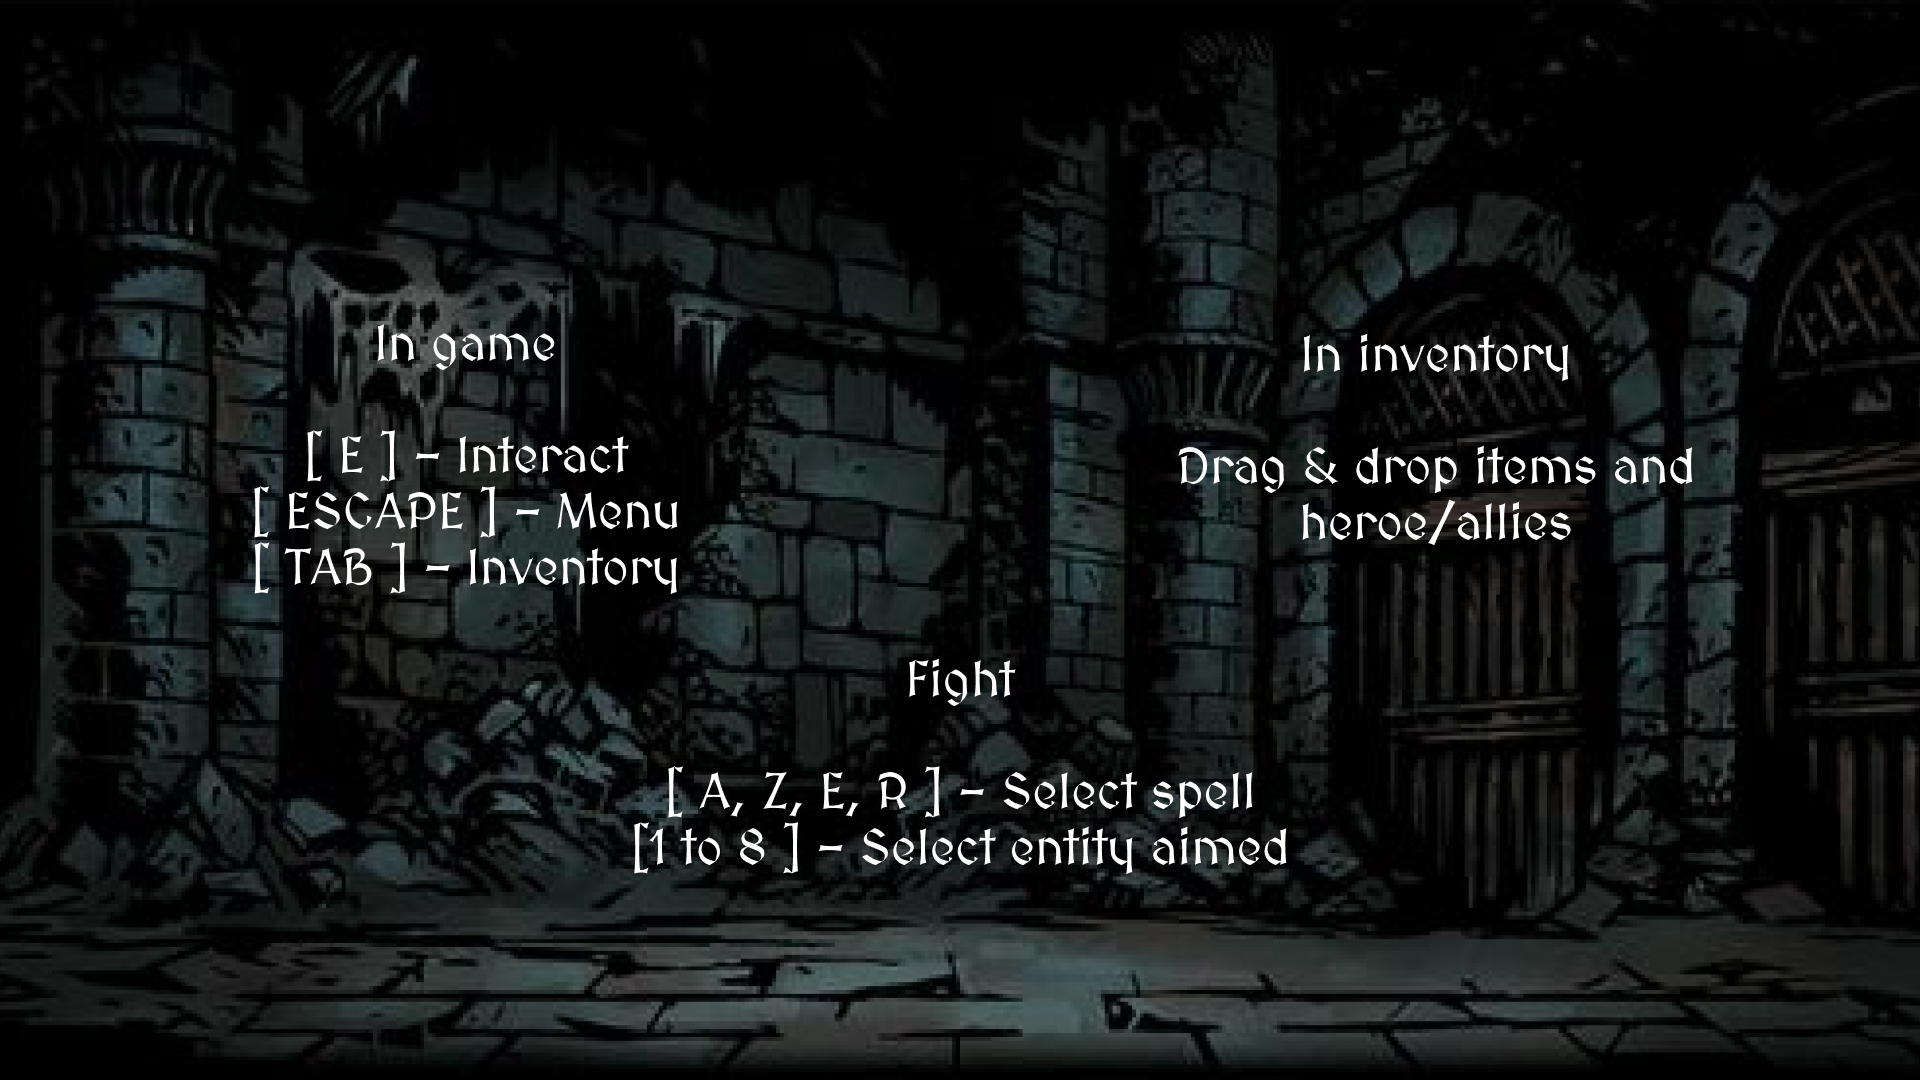 In game
[ E ] - Interact
[ ESCAPE ] - Menu
[ TAB ] - Inventory
In inventory
Drag & drop items and
heroe/allies
Fight
[ A, Z, E, R ] - Select spell
[1 to 8 ] - Select entity aimed